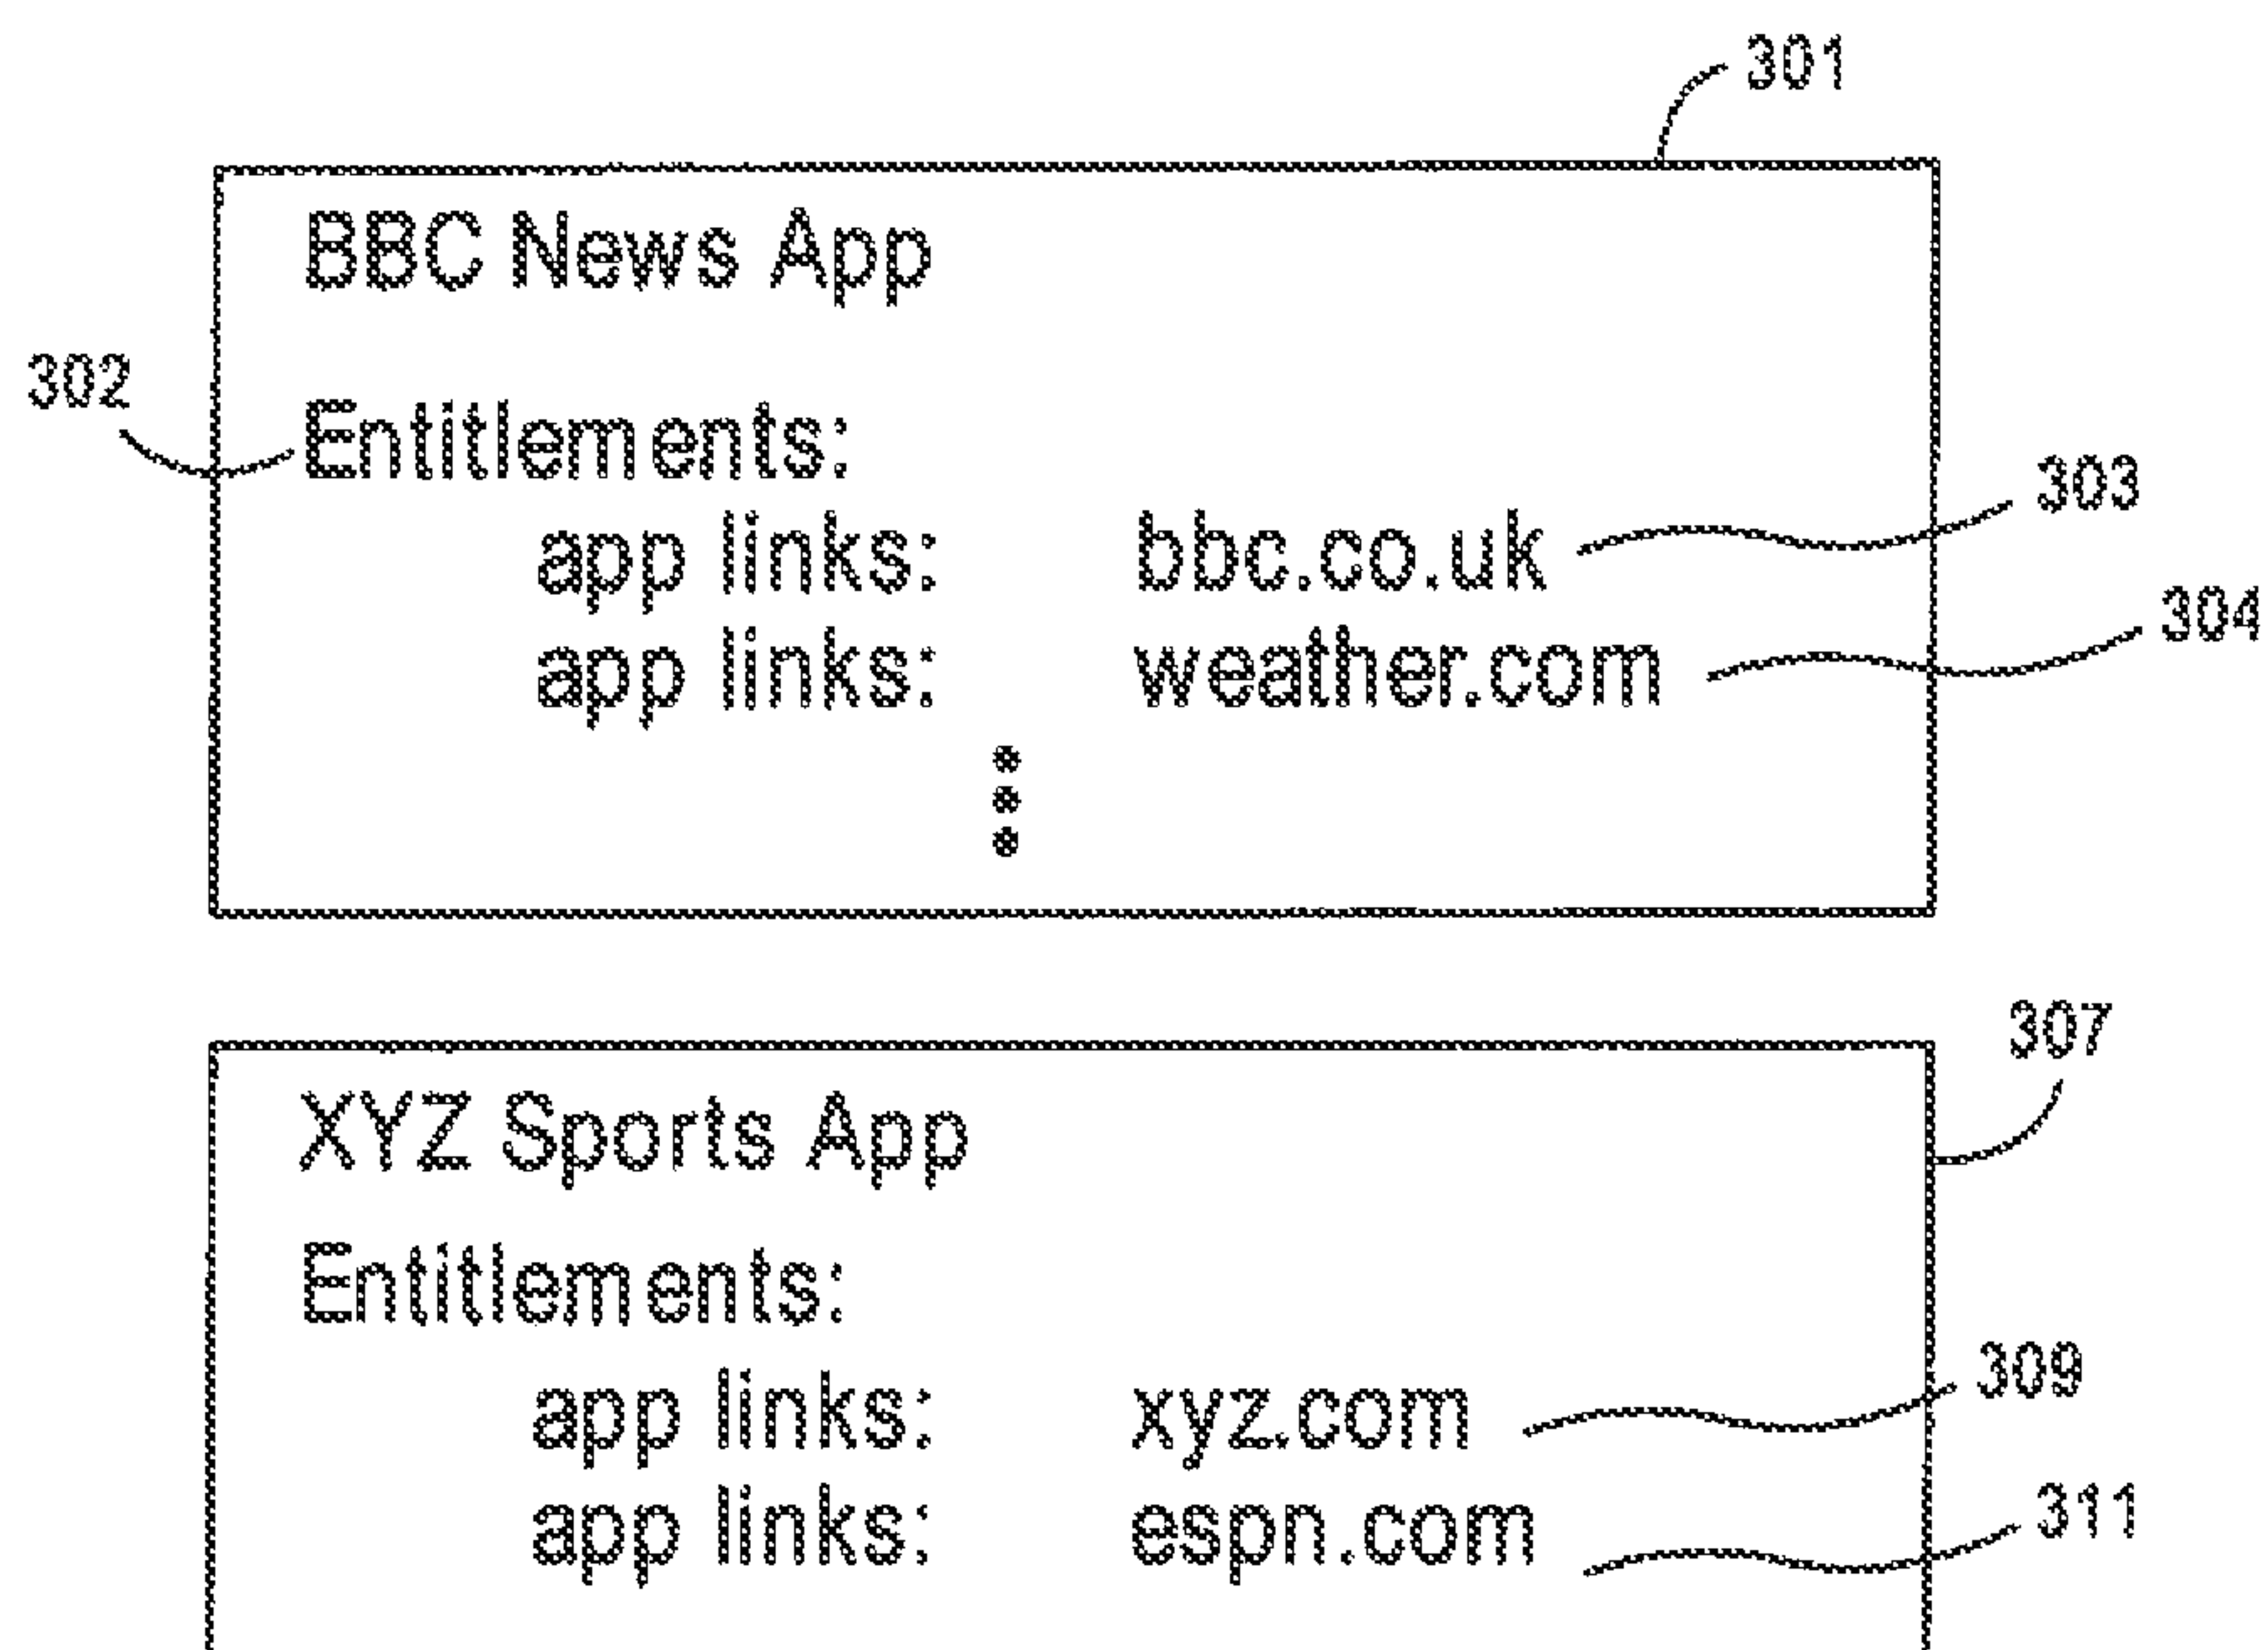 301
BBC News App
302
Entitlements:
303
app links: bbc.co.uk
304
app links: weather.com
307
XYZ Sports App
Entitlements:
309
app links: xyz.com
311
app links: espn.com